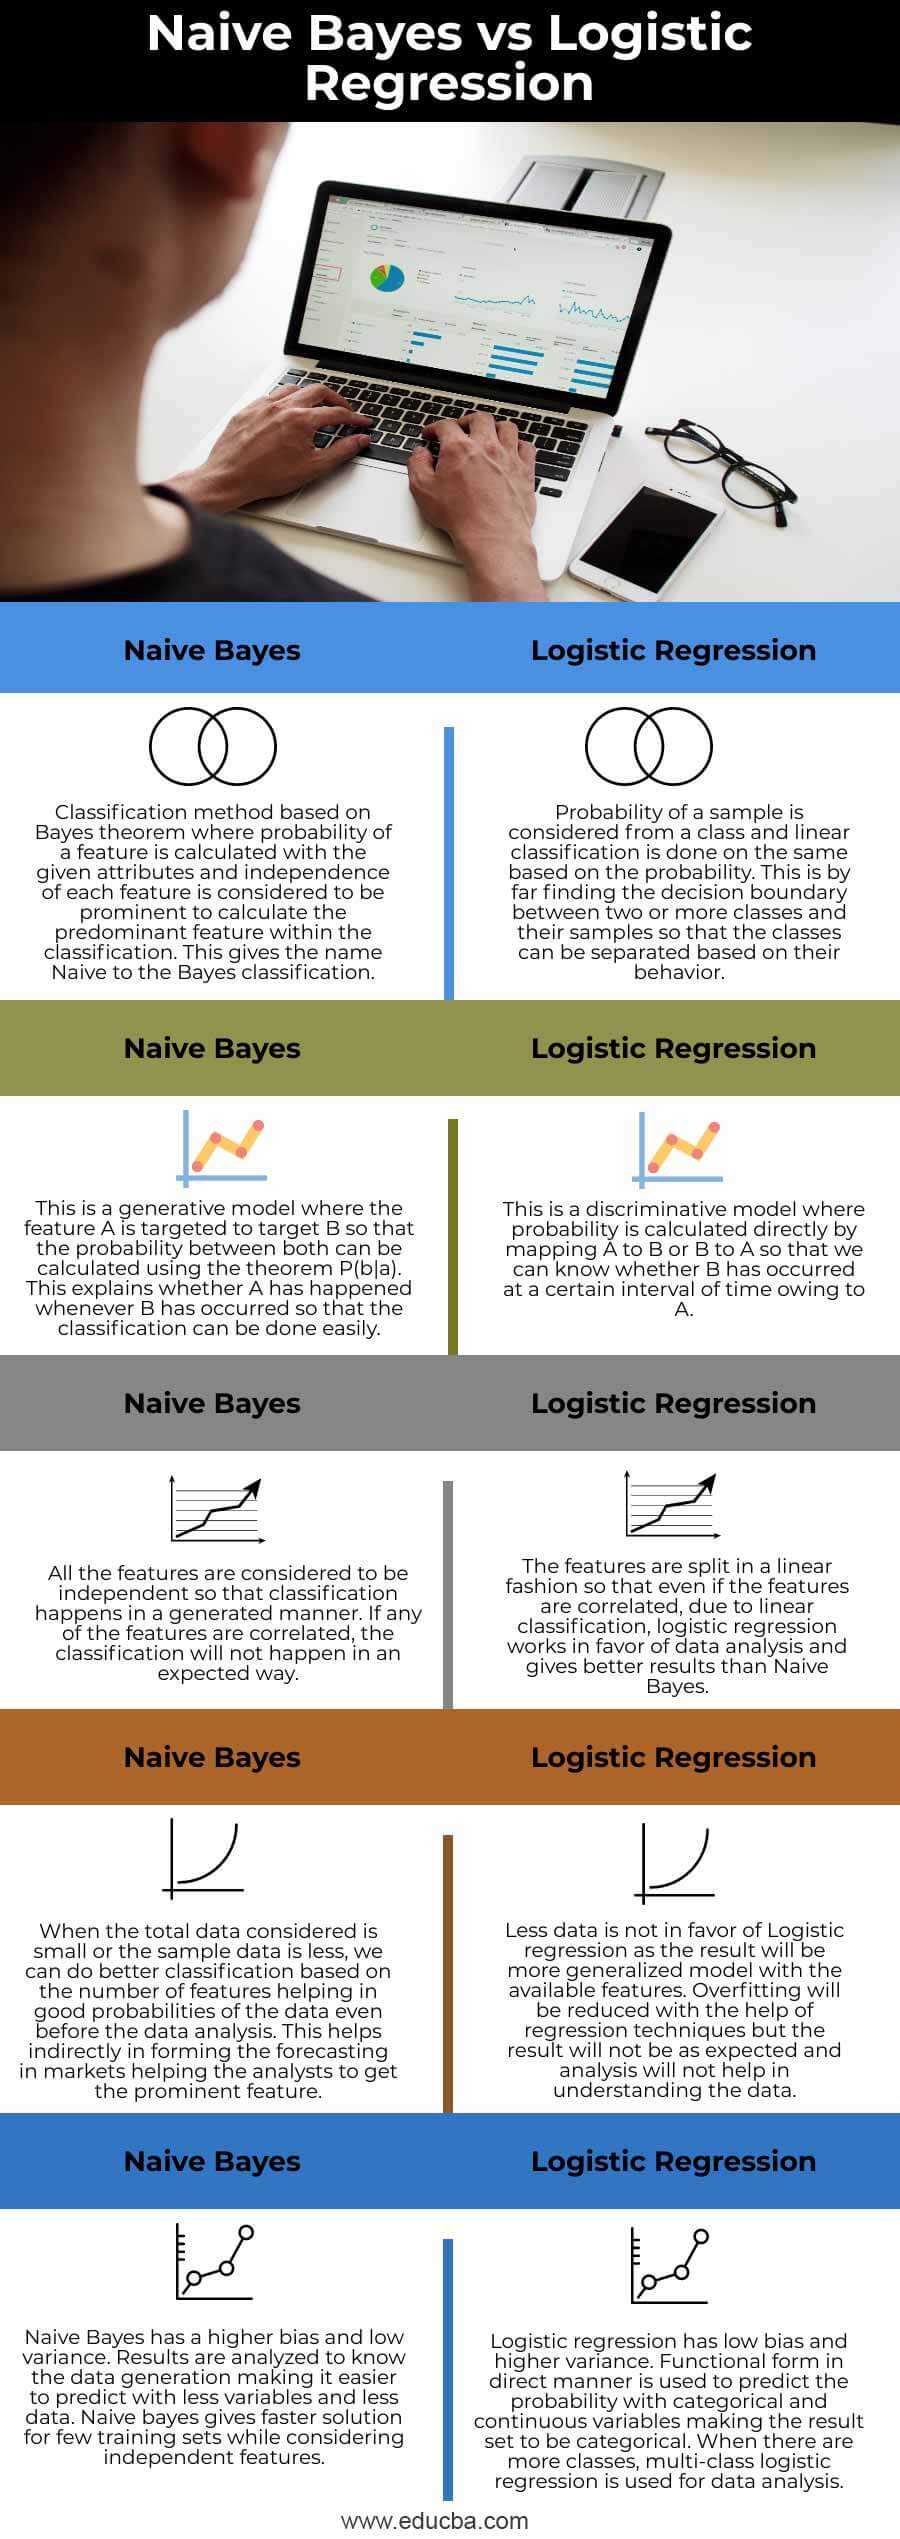 Naive Bayes vs Logistic
Regression
Naive Bayes
Logistic Regression
Classification method based on
Bayes theorem where probability of
a feature is calculated with the
given attributes and independence
of each feature is considered to be
prominent to calculate the
predominant feature within the
classification. This gives the name
Naive to the Bayes classification.
Probability of a sample is
considered from a class and linear
classification is done on the same
based on the probability. This is by
far finding the decision boundary
between two or more classes and
their samples so that the classes
can be separated based on their
behavior.
Naive Bayes
Logistic Regression
This is a generative model where the
feature A is targeted to target B so that
the probability between both can be
calculated using the theorem P(b|a).
This explains whether A has happened
whenever B has occurred so that the
classification can be done easily.
This is a discriminative model where
probability is calculated directly by
mapping A to B or B to A so that we
can know whether B has occurred
at a certain interval of time owing to
A.
Naive Bayes
Logistic Regression
All the features are considered to be
independent so that classification
happens in a generated manner. If any
of the features are correlated, the
classification will not happen in an
expected way.
The features are split in a linear
fashion so that even if the features
are correlated, due to linear
classification, logistic regression
works in favor of data analysis and
gives better results than Naive
Bayes.
Naive Bayes
Logistic Regression
When the total data considered is
small or the sample data is less, we
can do better classification based on
the number of features helping in
good probabilities of the data even
before the data analysis. This helps
indirectly in forming the forecasting
in markets helping the analysts to get
the prominent feature.
Less data is not in favor of Logistic
regression as the result will be
more generalized model with the
available features. Overfitting will
be reduced with the help of
regression techniques but the
result will not be as expected and
analysis will not help in
understanding the data.
Naive Bayes
Logistic Regression
Naive Bayes has a higher bias and low
variance. Results are analyzed to know
the data generation making it easier
to predict with less variables and less
data. Naive bayes gives faster solution
for few training sets while considering
independent features.
Logistic regression has low bias and
higher variance. Functional form in
direct manner is used to predict the
probability with categorical and
continuous variables making the result
set to be categorical. When there are
more classes, multi-class logistic
regression is used for data analysis.
www.educba.com